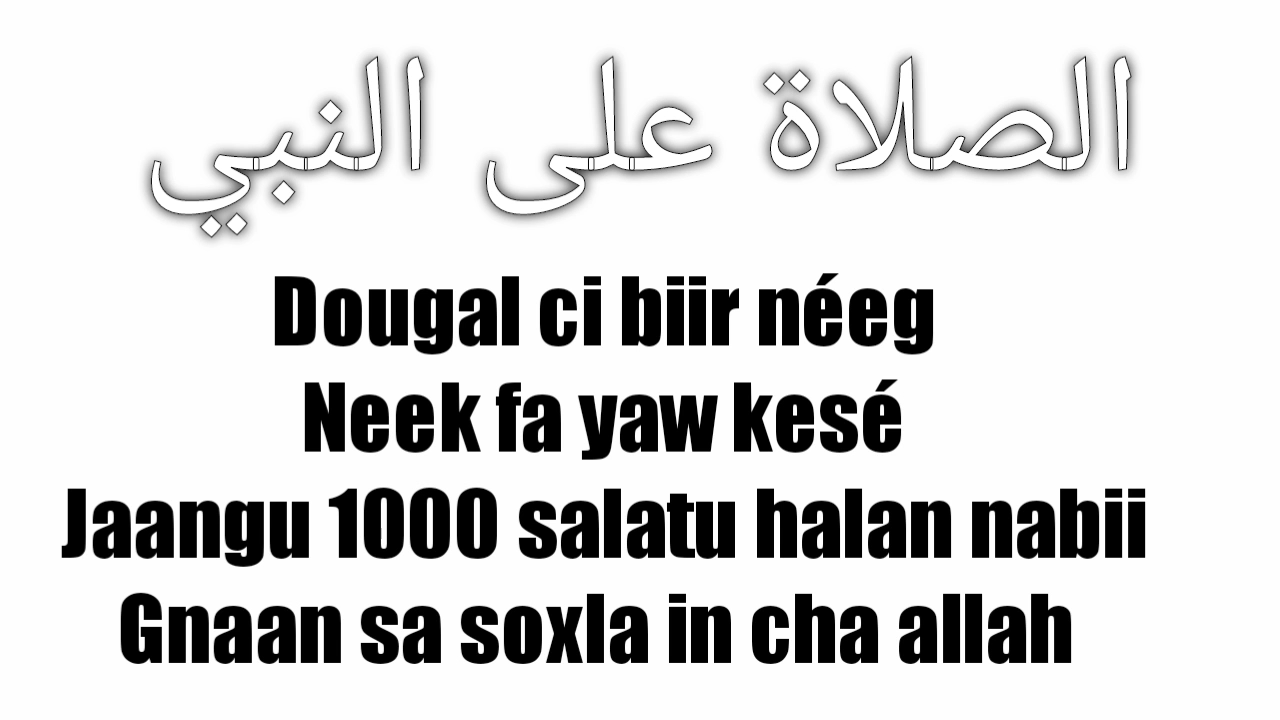 الصلاة على النبي
Dougal ci biir néeg
Neek fa yaw kesé
Jaangu 1000 salatu halan nabii
Gnaan sa soxla in cha allah